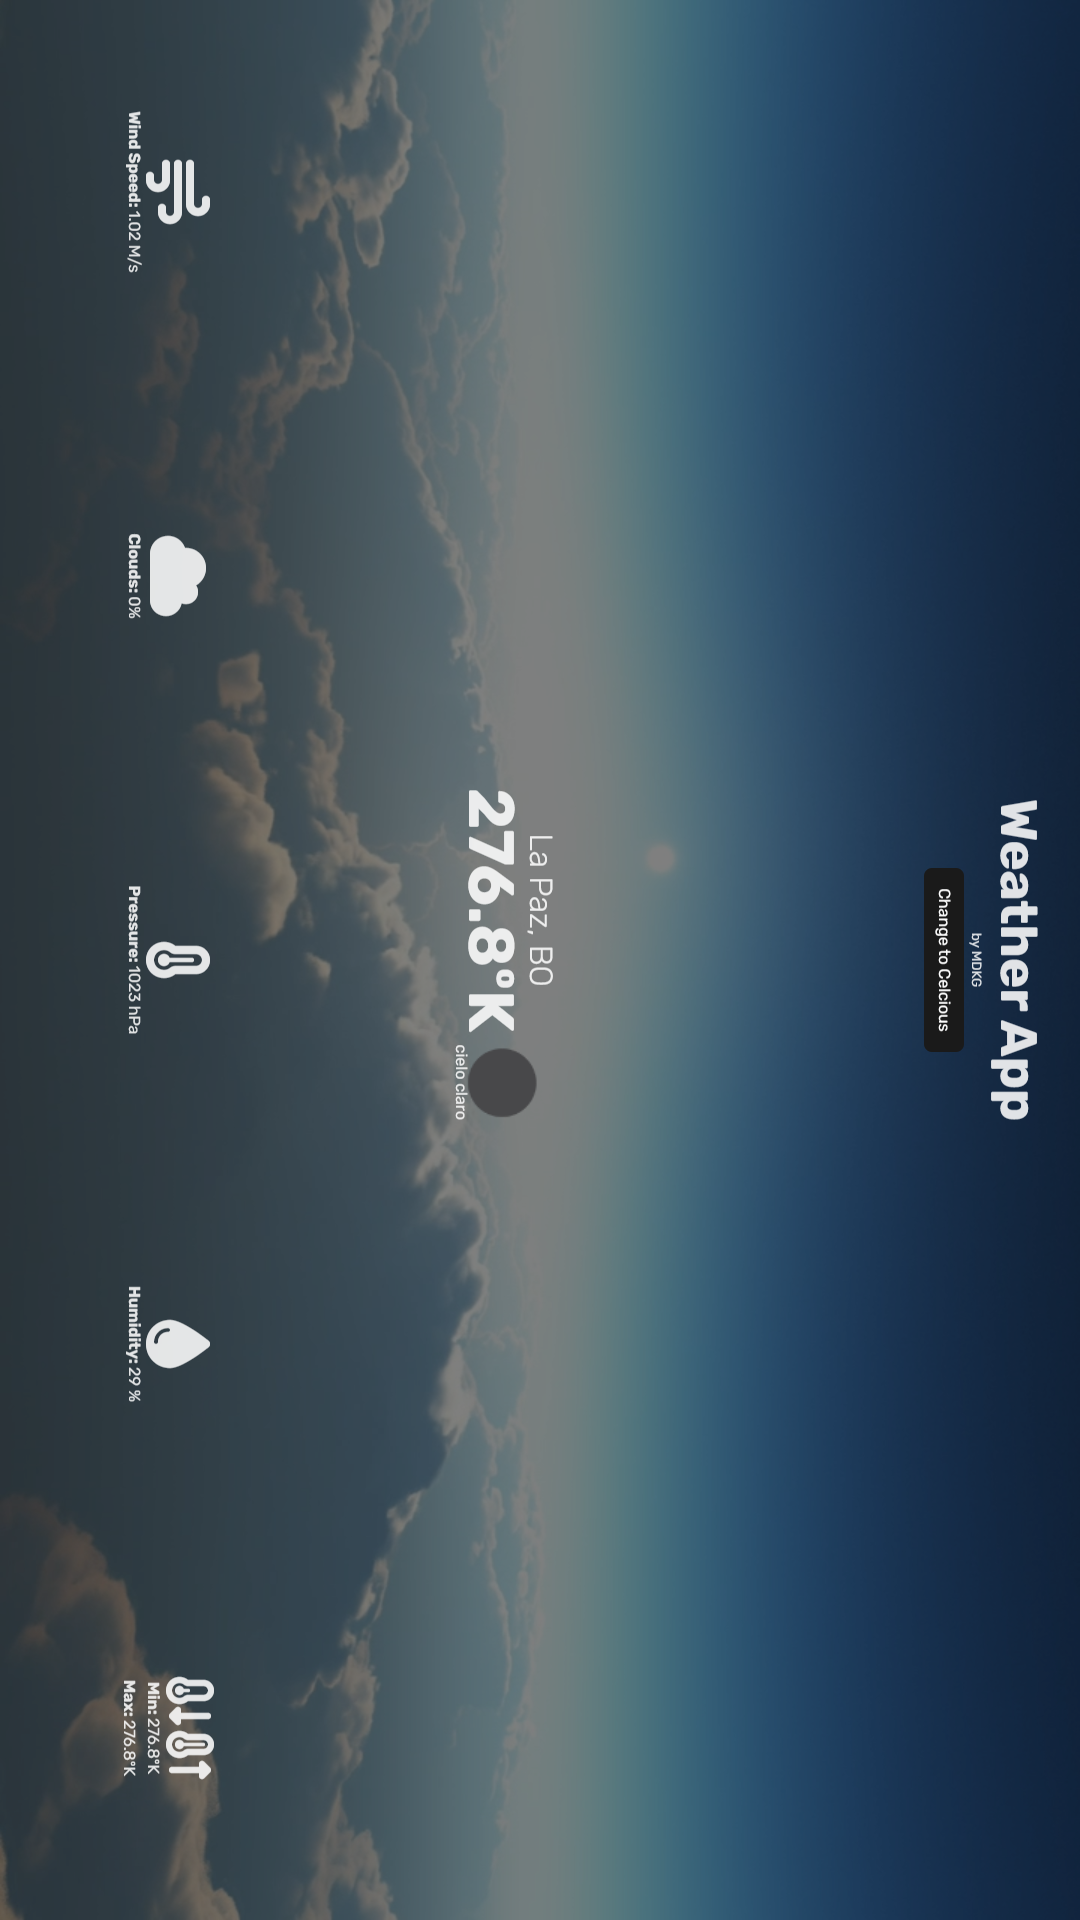 Weather App
by MDKG
Change to Celcious
La Paz, BO
276.8°K
cielo claro
Wind Speed: 1.02 M/s
Clouds: 0%
Pressure: 1023 hPa
Humidity: 29 %
Min: 276.8°K
Max: 276.8°K